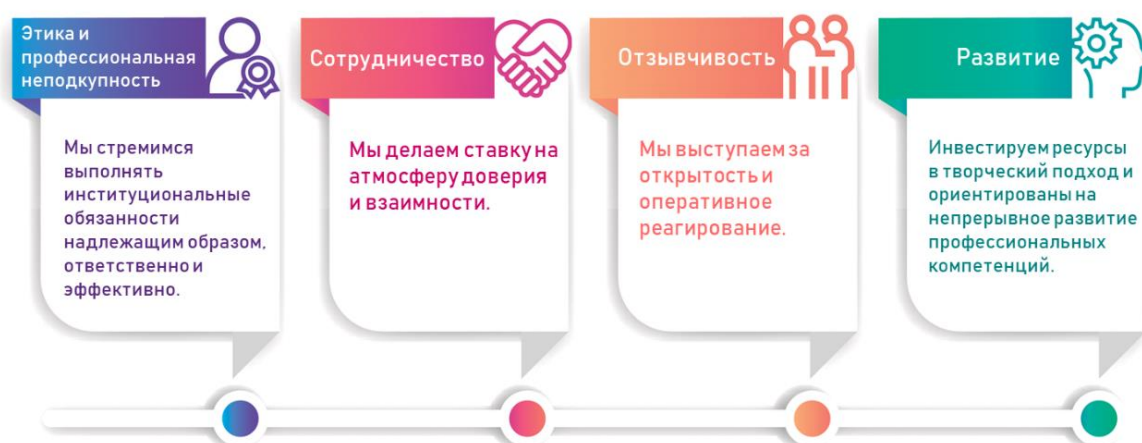 Этика и
профессиональная
неподкупность
Мы стремимся
выполнять
институциональные
обязанности
надлежащим образом,
ответственно и
эффективно.
Сотрудничество
Мы делаем ставку на
атмосферу доверия
и взаимности.
Отзывчивость
Мы выступаем за
открытость и
оперативное
реагирование.
Развитие
Инвестируем ресурсы
в творческий подход и
ориентированы на
непрерывное развитие
профессиональных
компетенций.